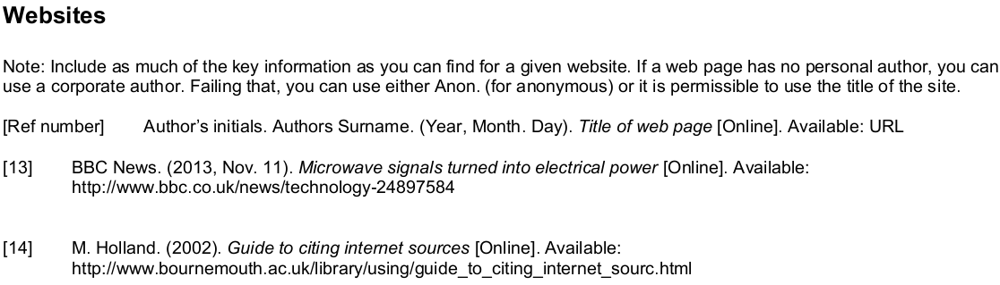 Websites
Note: Include as much of the key information as you can find for a given website. If a web page has no personal author, you can
use a corporate author. Failing that, you can use either Anon. (for anonymous) or it is permissible to use the title of the site.
[Ref number] Author's initials. Authors Surname. (Year, Month. Day). Title of web page [Online]. Available: URL
[13] BBC News. (2013, Nov. 11). Microwave signals turned into electrical power [Online]. Available:
http://www.bbc.co.uk/news/technology-24897584
[14] M. Holland. (2002). Guide to citing internet sources [Online]. Available:
http://www.bournemouth.ac.uk/library/using/guide_to_citing_internet_sourc.html